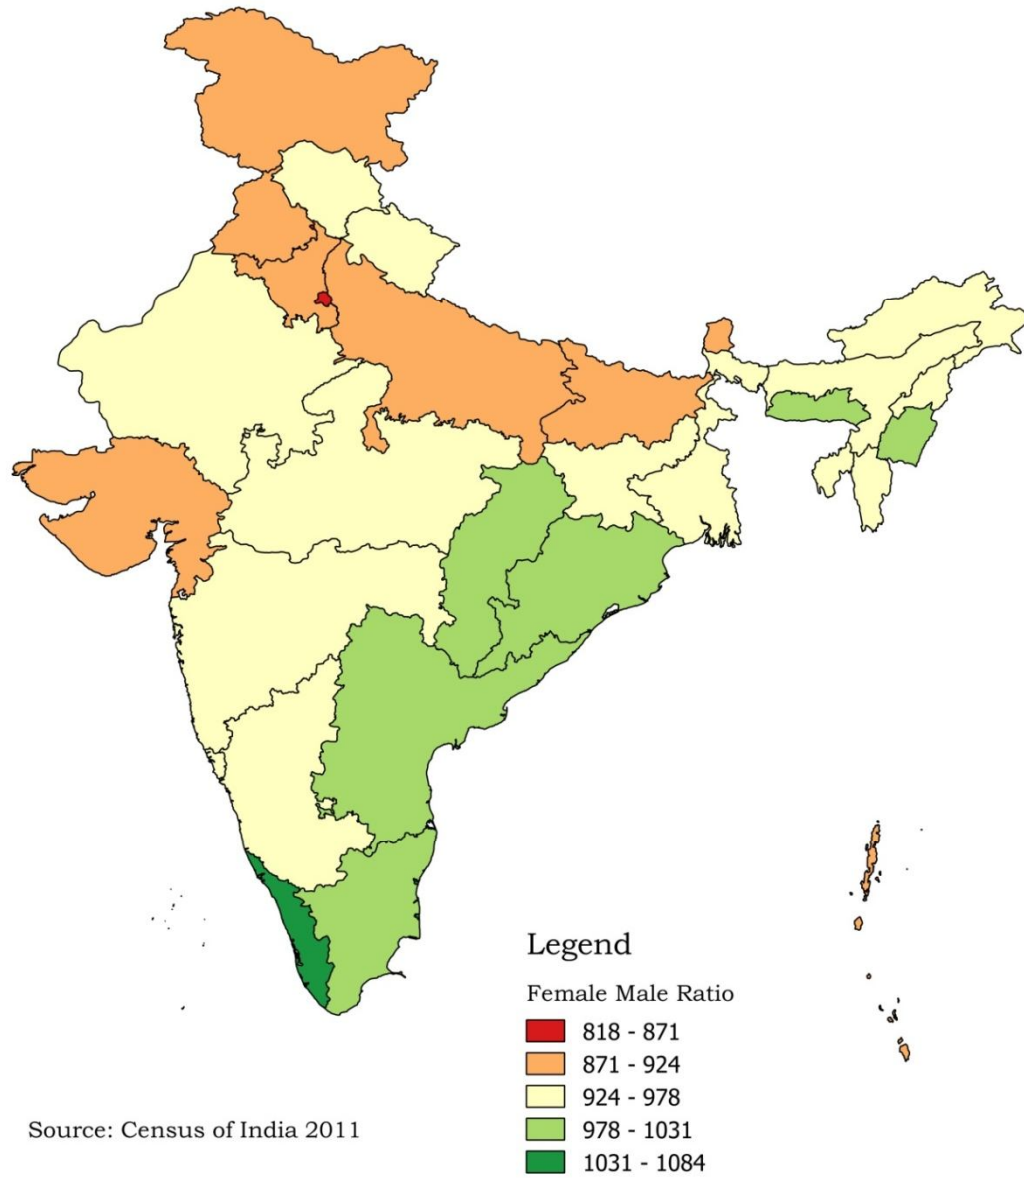 Legend
Female Male Ratio
818 - 871
871 - 924
924 - 978
978 - 1031
1031 - 1084
Source: Census of India 2011